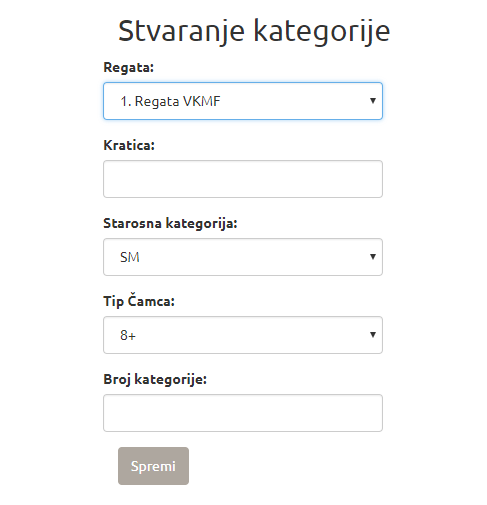 Stvaranje kategorije
Regata:
1. Regata VKMF
Kratica:
Starosna kategorija:
SM
Tip Čamca:
8+
Broj kategorije:
Spremi